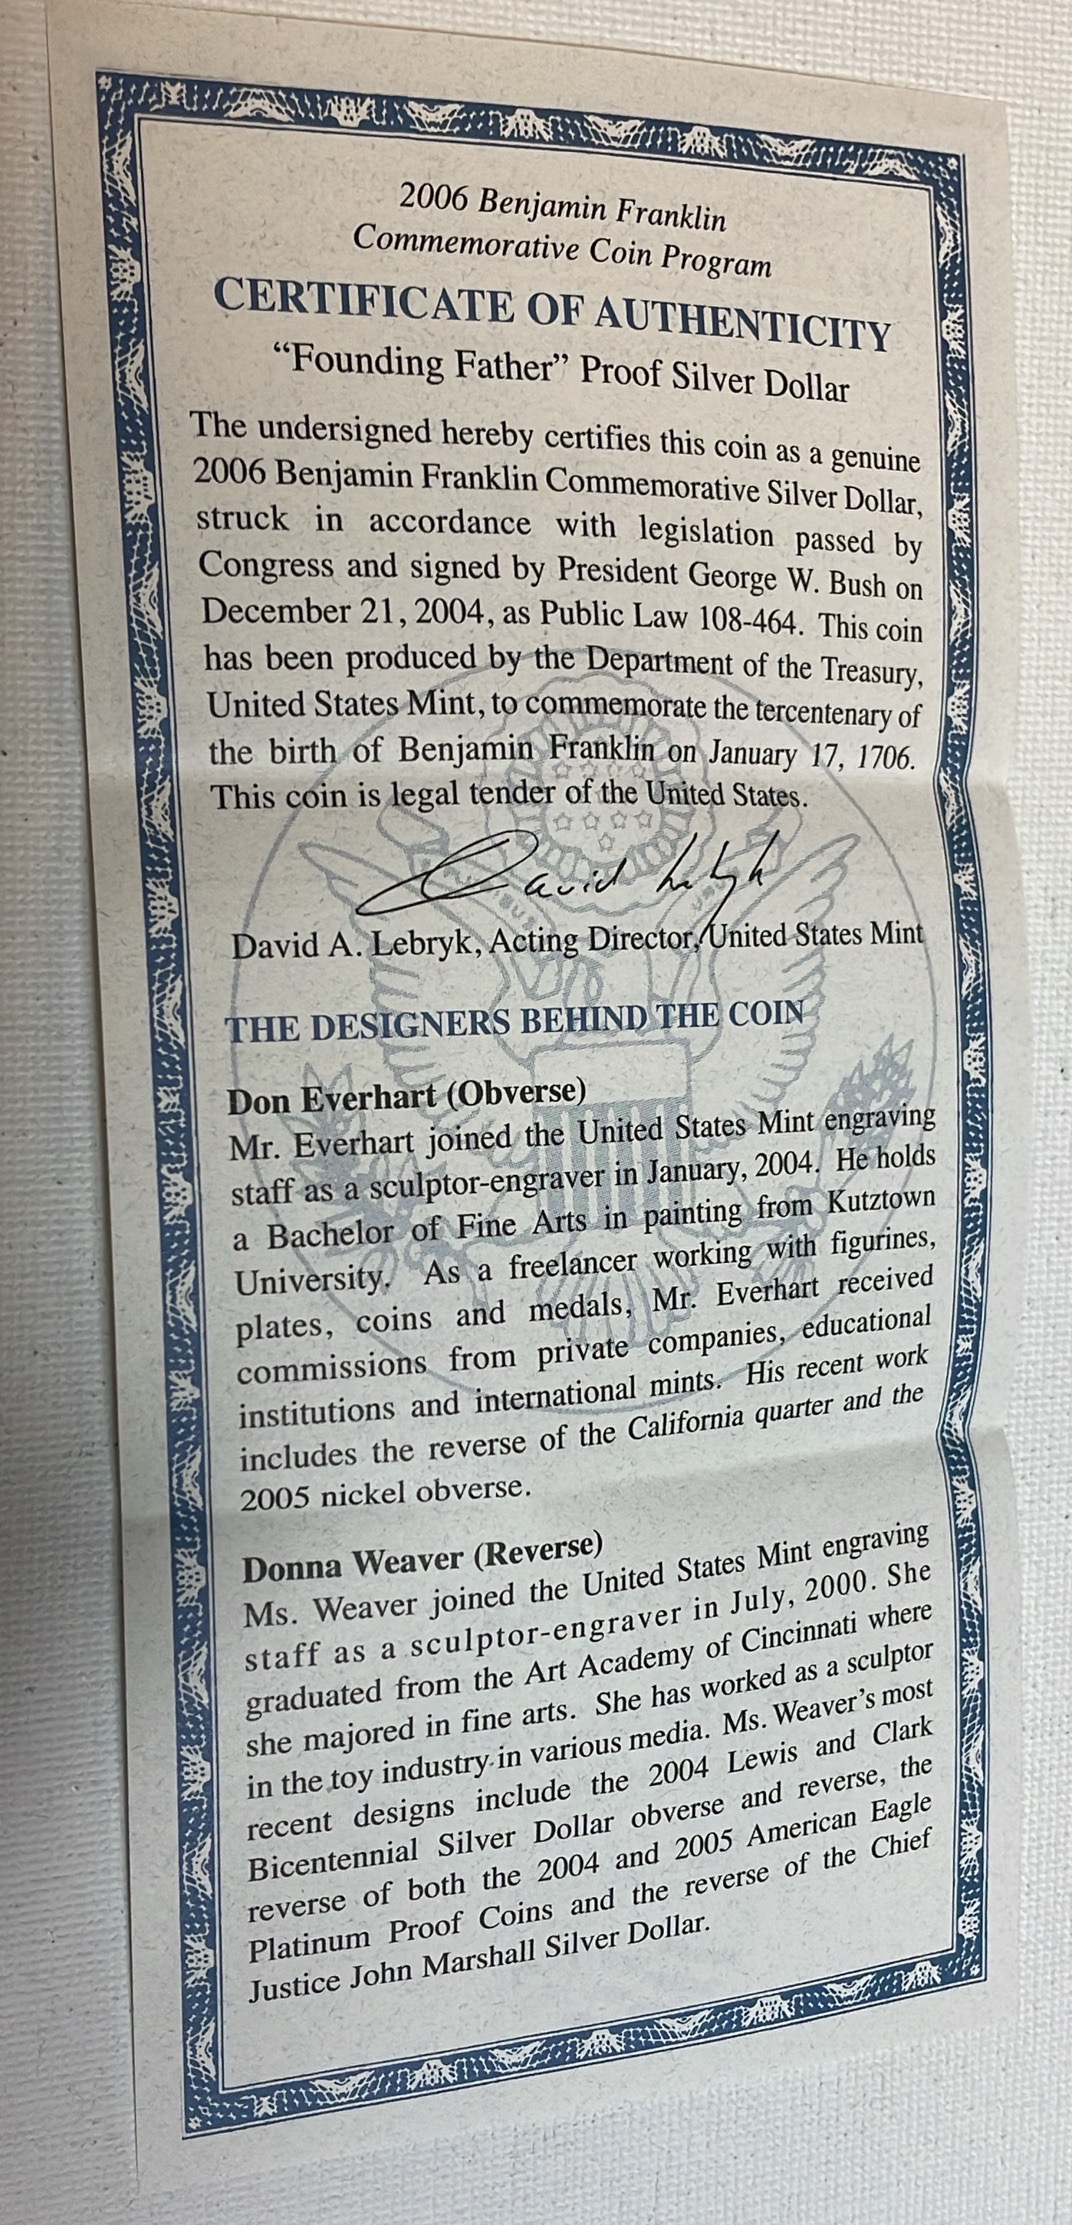 2006 Benjamin Franklin
Commemorative Coin Program
CERTIFICATE OF AUTHENTICITY
“Founding Father” Proof Silver Dollar
The undersigned hereby certifies this coin as a genuine
2006 Benjamin Franklin Commemorative Silver Dollar,
struck in accordance with legislation passed by
Congress and signed by President George W. Bush on
December 21, 2004, as Public Law 108-464. This coin
has been produced by the Department of the Treasury,
United States Mint, to commemorate the tercentenary of
the birth of Benjamin Franklin on January 17, 1706.
This coin is legal tender of the United States.
David Lebryk
David A. Lebryk, Acting Director, United States Mint
THE DESIGNERS BEHIND THE COIN
Don Everhart (Obverse)
Mr. Everhart joined the United States Mint engraving
staff as a sculptor-engraver in January, 2004. He holds
a Bachelor of Fine Arts in painting from Kutztown
University. As a freelancer working with figurines,
plates, coins and medals, Mr. Everhart received
commissions from private companies, educational
institutions and international mints. His recent work
includes the reverse of the California quarter and the
2005 nickel obverse.
Donna Weaver (Reverse)
Ms. Weaver joined the United States Mint engraving
staff as a sculptor-engraver in July, 2000. She
graduated from the Art Academy of Cincinnati where
she majored in fine arts. She has worked as a sculptor
in the toy industry in various media. Ms. Weaver’s most
recent designs include the 2004 Lewis and Clark
Bicentennial Silver Dollar obverse and reverse, the
reverse of both the 2004 and 2005 American Eagle
Platinum Proof Coins and the reverse of the Chief
Justice John Marshall Silver Dollar.